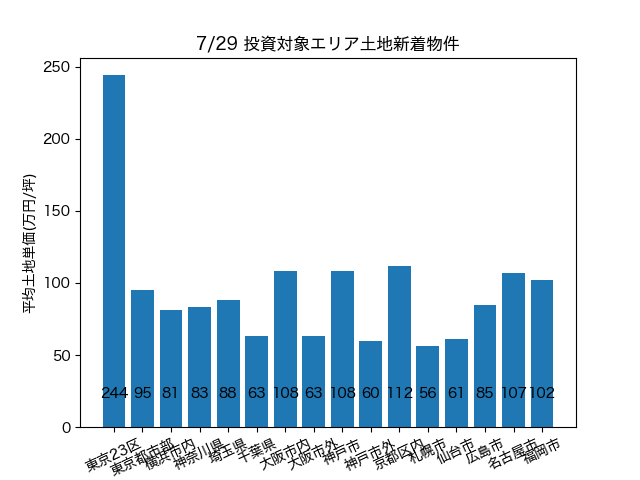 7/29 投資対象エリア土地新着物件
平均土地単価(万円/坪)
250
200
150
100
50
0
244 95 81 83 88 63 108 63 108 60 112 56 61 85 107 102
東京23区
東京都市部
横浜市内
神奈川県
埼玉県
千葉県
大阪市内
大阪市外
神戸市
神戸市外
京都区内
札幌市
仙台市
広島市
名古屋市
福岡市